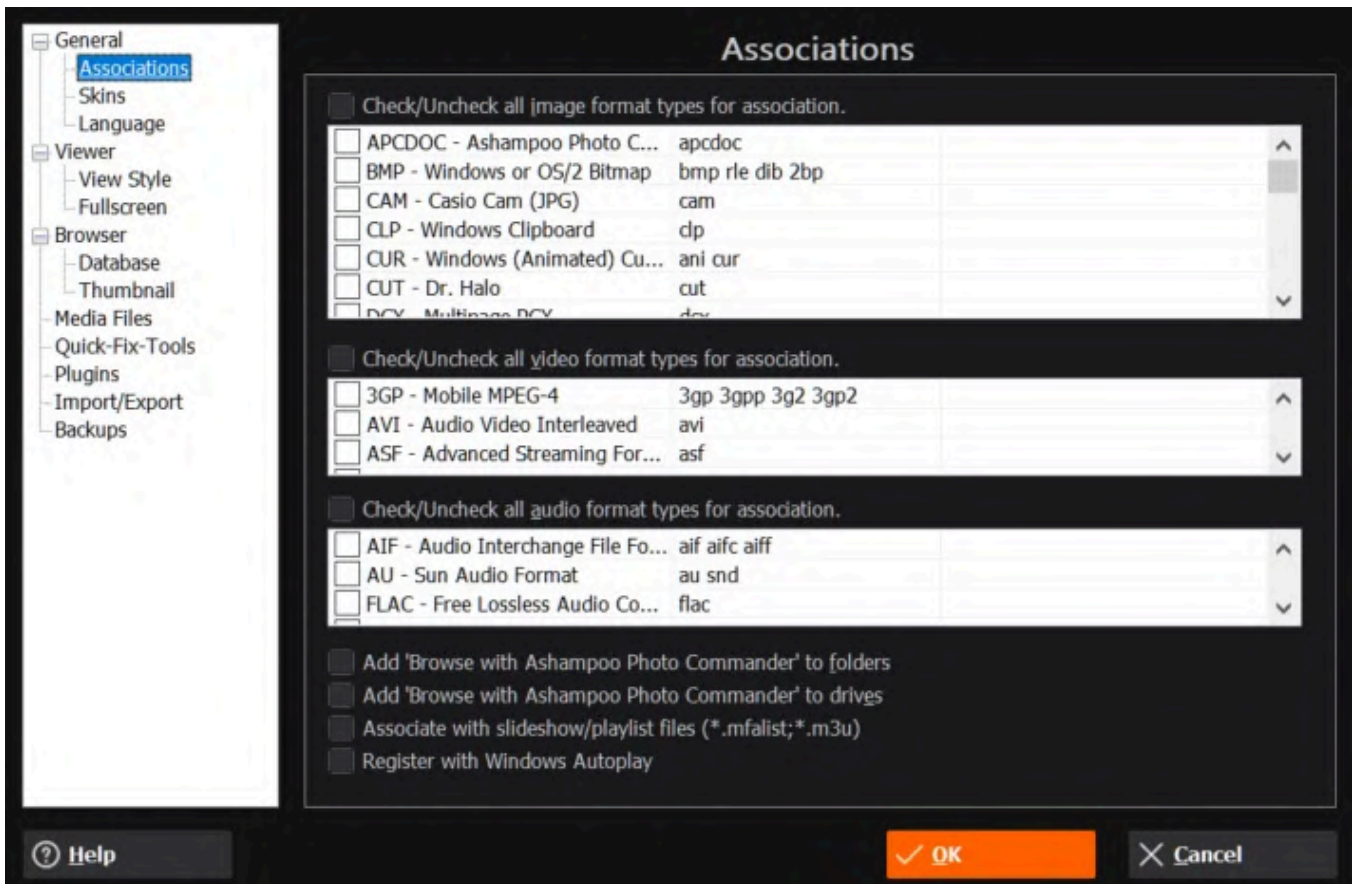 General
Associations
Skins
Language
Viewer
View Style
Fullscreen
Browser
Database
Thumbnail
Media Files
Quick-Fix-Tools
Plugins
Import/Export
Backups
Associations
Check/Uncheck all image format types for association.
APCDOC - Ashampoo Photo C... apcdoc
BMP - Windows or OS/2 Bitmap bmp rle dib 2bp
CAM - Casio Cam (JPG) cam
CLP - Windows Clipboard clp
CUR - Windows (Animated) Cu... ani cur
CUT - Dr. Halo cut
DCX - Multipage PCX dcx
Check/Uncheck all video format types for association.
3GP - Mobile MPEG-4 3gp 3gpp 3g2 3gp2
AVI - Audio Video Interleaved avi
ASF - Advanced Streaming For... asf
Check/Uncheck all audio format types for association.
AIF - Audio Interchange File Fo... aif aifc aiff
AU - Sun Audio Format au snd
FLAC - Free Lossless Audio Co... flac
Add 'Browse with Ashampoo Photo Commander' to folders
Add 'Browse with Ashampoo Photo Commander' to drives
Associate with slideshow/playlist files (*.mfalist;*.m3u)
Register with Windows Autoplay
Help
OK
Cancel